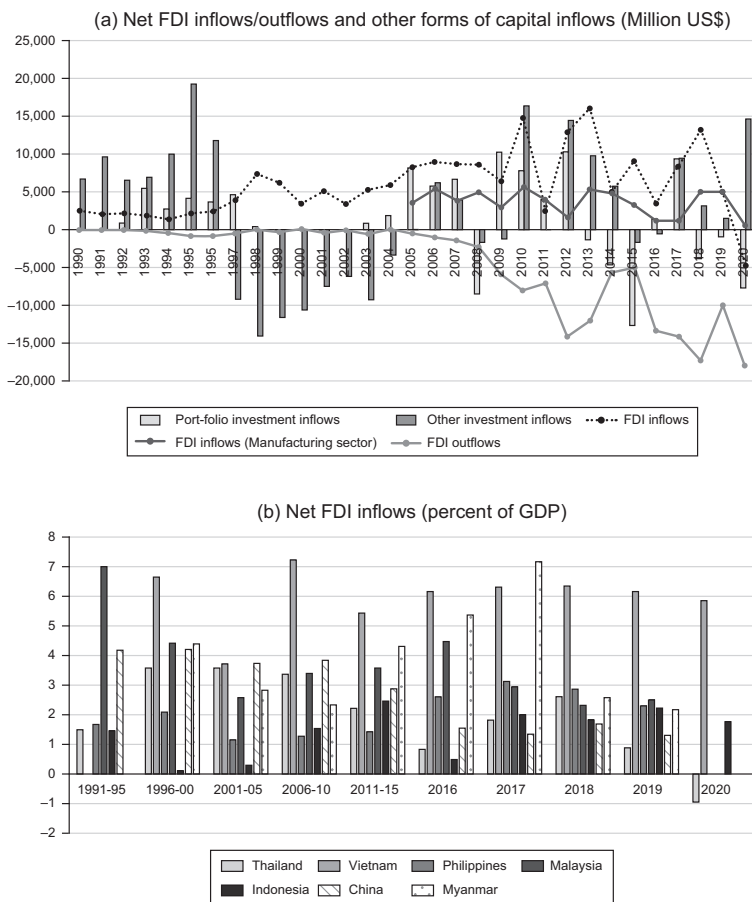 (a) Net FDI inflows/outflows and other forms of capital inflows (Million US$)
25,000
20,000
15,000
10,000
5,000
0
–5,000
–10,000
–15,000
–20,000
1990 1991 1992 1993 1994 1995 1995 1997 1998 1999 2000 2001 2002 2003 2004 2005 2006 2007 2008 2009 2010 2011 2012 2013 2014 2015 2016 2017 2018 2019 2020
Port-folio investment inflows Other investment inflows FDI inflows
FDI inflows (Manufacturing sector) FDI outflows
(b) Net FDI inflows (percent of GDP)
8
7
6
5
4
3
2
1
0
–1
–2
1991-95 1996-00 2001-05 2006-10 2011-15 2016 2017 2018 2019 2020
Thailand Vietnam Philippines Malaysia
Indonesia China Myanmar